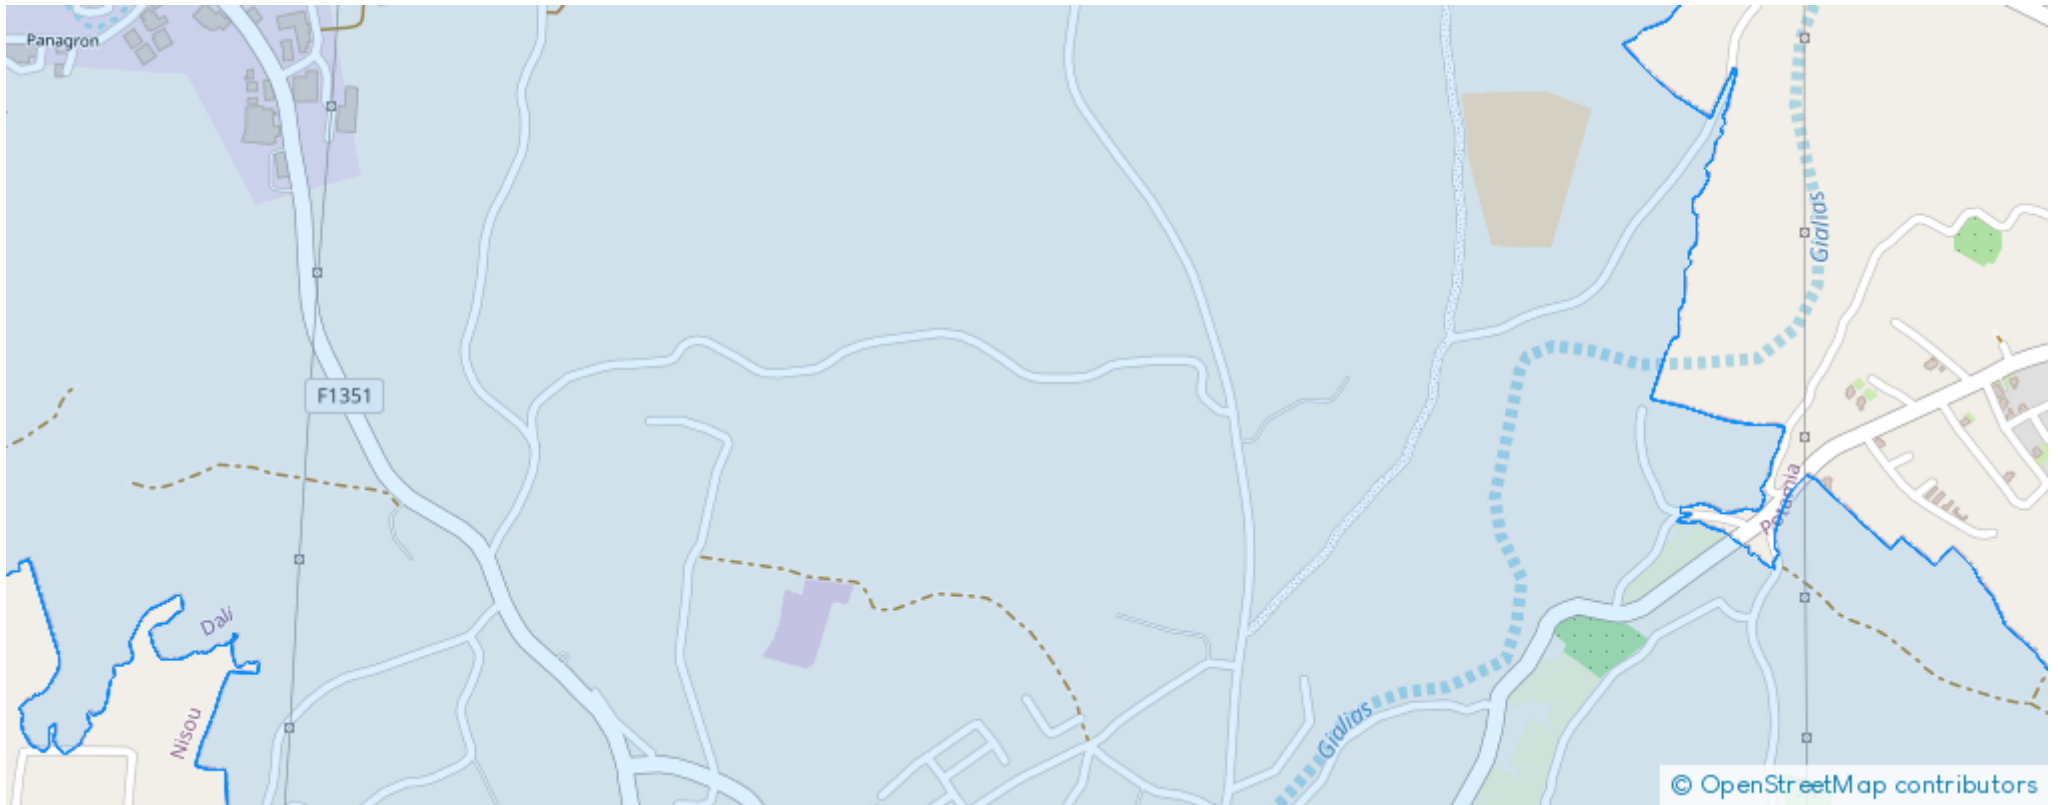 Panagron
Gialias
F1351
Potamia
Dali
Nisou
Gialias
© OpenStreetMap contributors